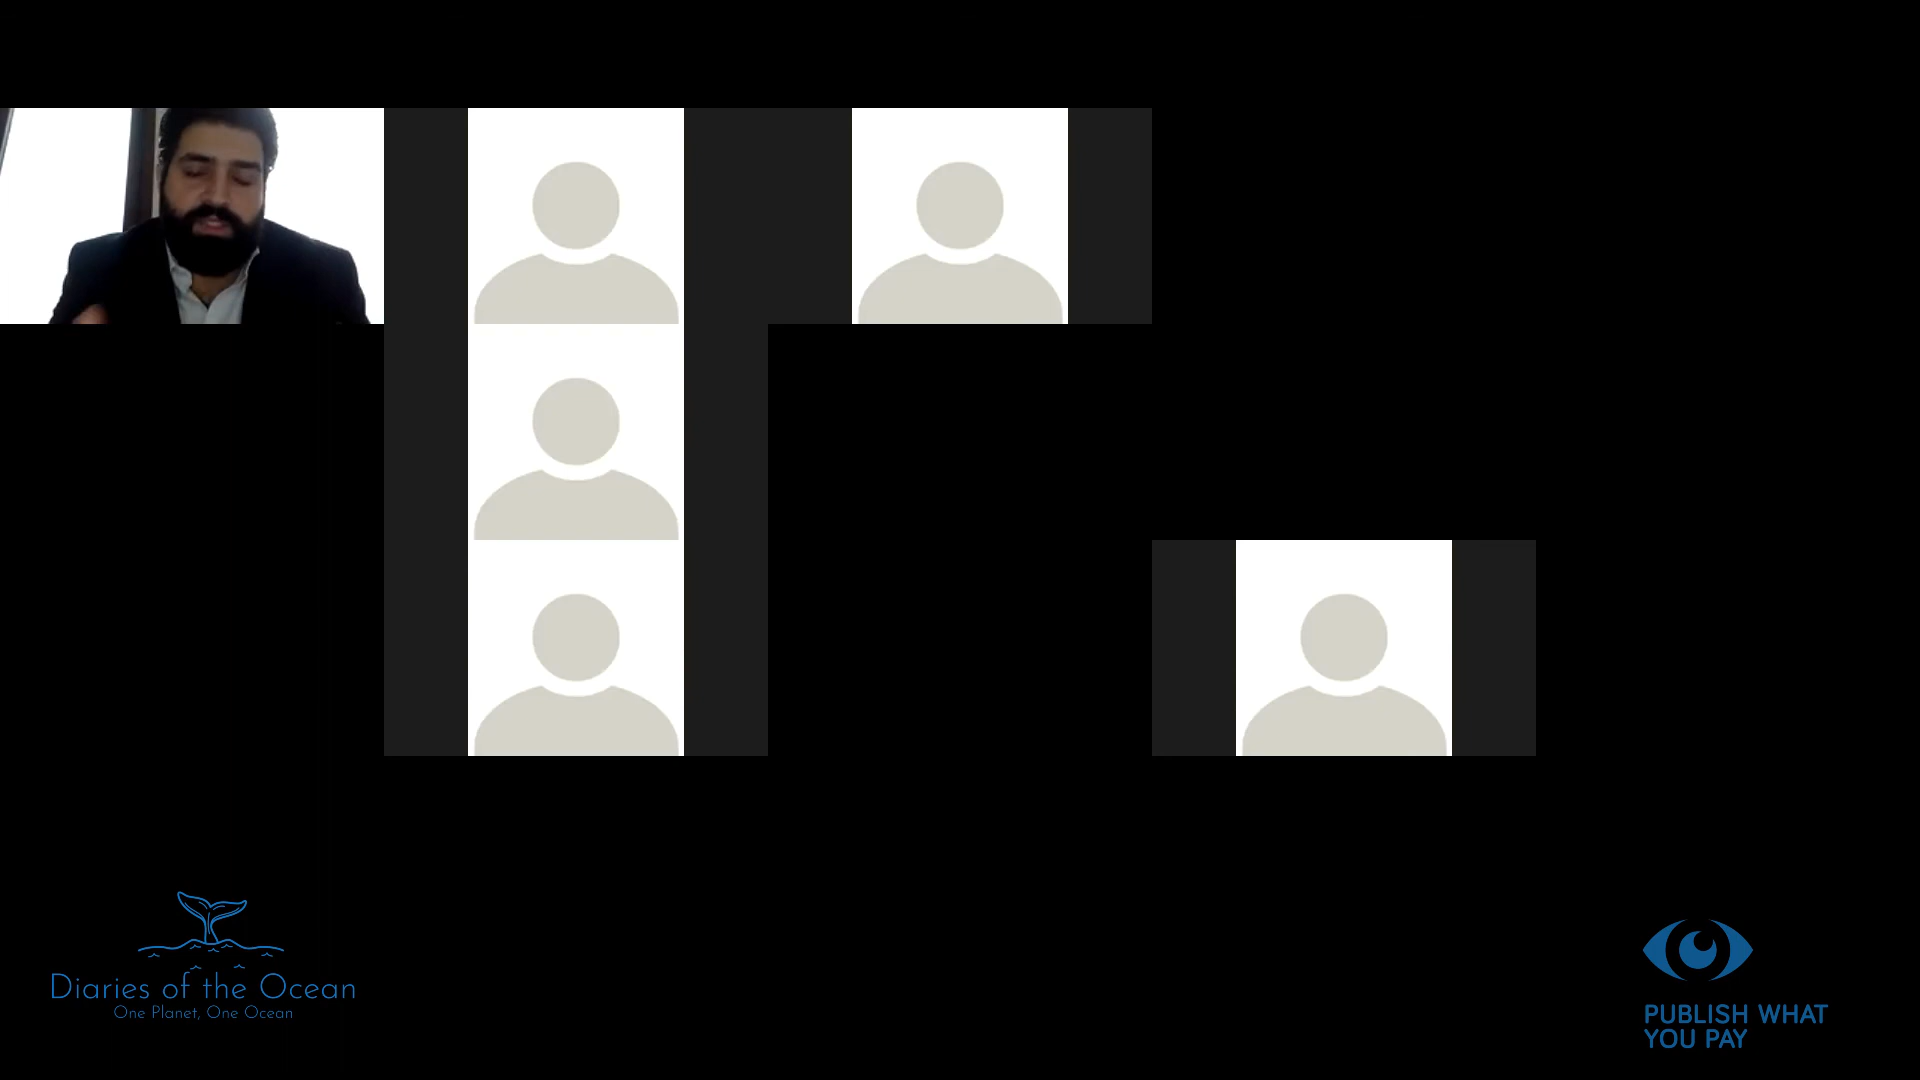 Diaries of the Ocean
One Planet, One Ocean
PUBLISH WHAT
YOU PAY